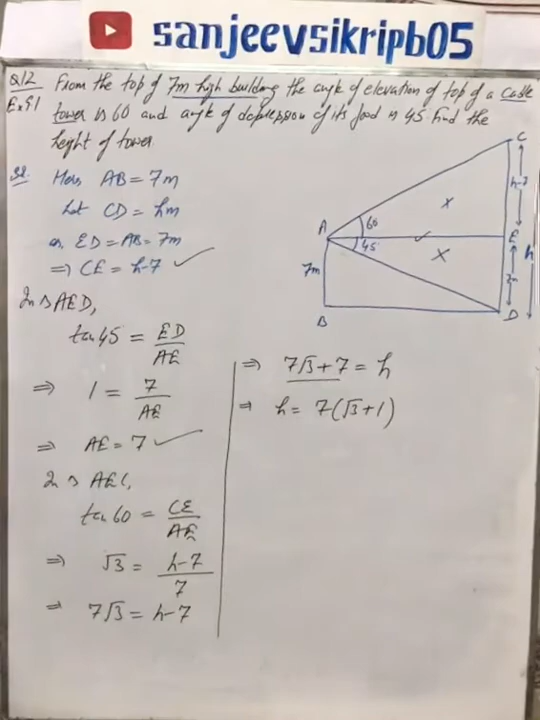 sanjeevsikripb05
Q.12 From the top of 7m high building the angle of elevation of top of a cable
Ex 9.1 tower is 60 and angle of depression of its food is 45 find the
height of tower
Sol. Here AB = 7m
Let CD = hm
as ED = AB = 7m
⇒ CE = h-7 ✓
C
h-7
A
60
45
E
7m
7m
h
B
D
In △AED,
tan 45 = ED/AE
⇒ 1 = 7/AE
⇒ AE = 7 ✓
In △ AEC,
tan 60 = CE/AE
⇒ √3 = h-7/7
⇒ 7√3 = h-7
⇒ 7√3 + 7 = h
⇒ h = 7(√3+1)